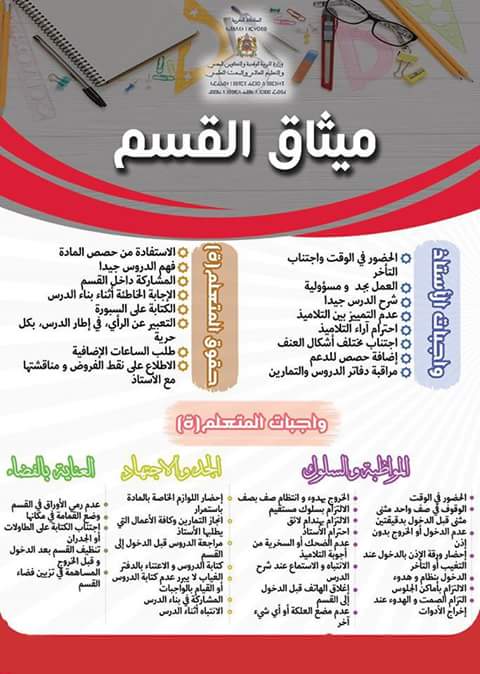 المملكة المغربية
وزارة التربية الوطنية والتكوين المهني
والتعليم العالي والبحث العلمي
ميثاق القسم
واجبات الأستاذ
الحضور في الوقت واجتناب
التأخر
العمل بجد و مسؤولية
شرح الدرس جيدا
عدم التمييز بين التلاميذ
احترام آراء التلاميذ
اجتناب مختلف أشكال العنف
إضافة حصص للدعم
مراقبة دفاتر الدروس والتمارين
حقوق المتعلم(ة)
الاستفادة من حصص المادة
فهم الدروس جيدا
المشاركة داخل القسم
الإجابة الخاطئة أثناء بناء الدرس
الكتابة على السبورة
التعبير عن الرأي، في إطار الدرس، بكل
حرية
طلب الساعات الإضافية
الاطلاع على نقط الفروض و مناقشتها
مع الأستاذ
واجبات المتعلم(ة)
المواظبة والسلوك
الحضور في الوقت
الوقوف في صف واحد مثنى
مثنى قبل الدخول بدقيقتين
عدم الدخول أو الخروج بدون
إذن
إحضار ورقة الإذن بالدخول عند
التغيب أو التأخر
الدخول بنظام و هدوء
الالتزام بأماكن الجلوس
التزام الصمت و الهدوء عند
إخراج الأدوات
الخروج بهدوء و انتظام صف بصف
الالتزام بسلوك مستقيم
الالتزام بهندام لائق
احترام الأستاذ
عدم الضحك أو السخرية من
أجوبة التلاميذ
الانتباه و الاستماع عند شرح
الدرس
إغلاق الهاتف قبل الدخول
إلى القسم
عدم مضغ العلكة أو أي شيء
آخر
الجد والاجتهاد
إحضار اللوازم الخاصة بالمادة
باستمرار
إنجاز التمارين وكافة الأعمال التي
يطلبها الأستاذ
مراجعة الدروس قبل الدخول إلى
القسم
كتابة الدروس و الاعتناء بالدفتر
الغياب لا يبرر عدم كتابة الدروس
أو القيام بالواجبات
المشاركة في بناء الدرس
الانتباه أثناء الدرس
العناية بالفضاء
عدم رمي الأوراق في القسم
وضع القمامة في مكانها
إجتناب الكتابة على الطاولات
أو الجدران
تنظيف القسم بعد الدخول
و قبل الخروج
المساهمة في تزيين فضاء
القسم